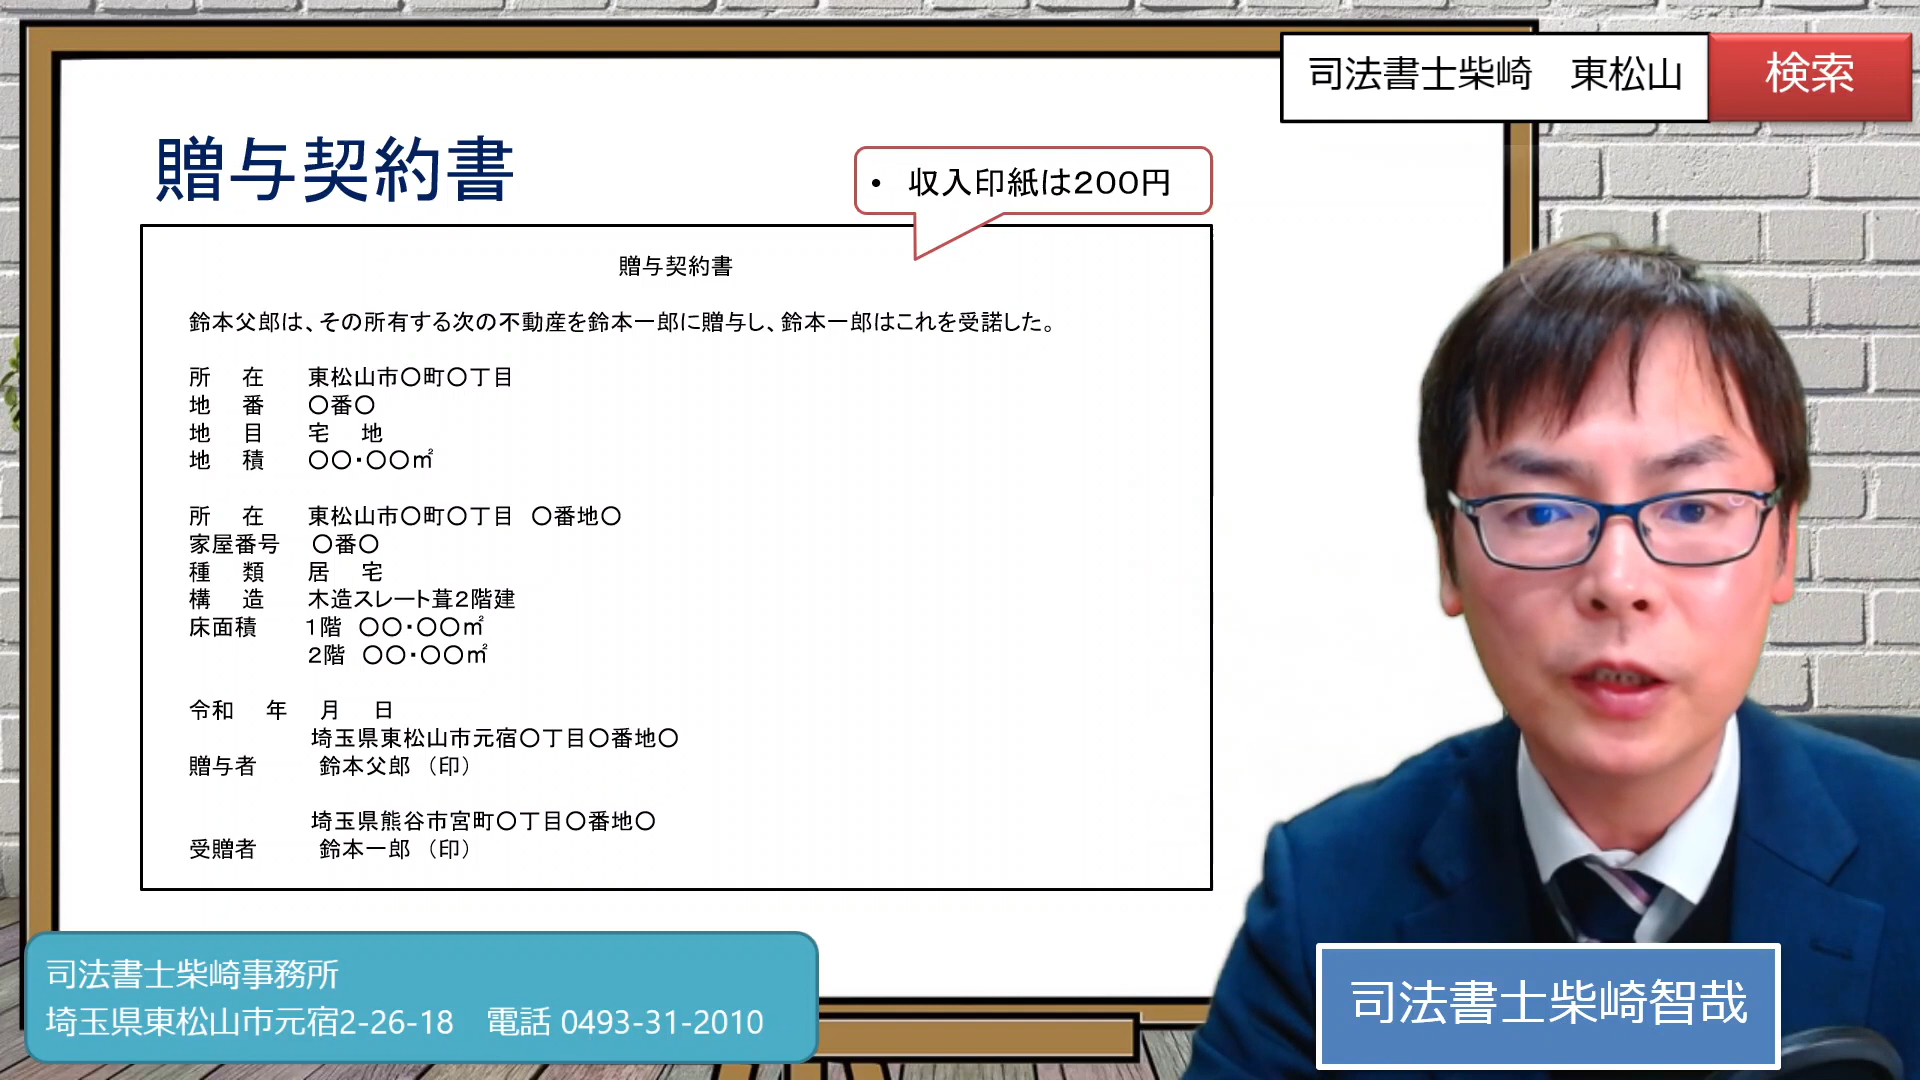 司法書士柴崎　東松山
検索
贈与契約書
• 収入印紙は200円
贈与契約書
鈴木父郎は、その所有する次の不動産を鈴木一郎に贈与し、鈴木一郎はこれを受諾した。
所　在　東松山市〇町〇丁目
地　番　〇番〇
地　目　宅　地
地　積　〇〇・〇〇㎡
所　在　東松山市〇町〇丁目　〇番地〇
家屋番号　〇番〇
種　類　居　宅
構　造　木造スレート葺2階建
床面積　1階　〇〇・〇〇㎡
2階　〇〇・〇〇㎡
令和　年　月　日
埼玉県東松山市元宿〇丁目〇番地〇
贈与者　鈴木父郎（印）
埼玉県熊谷市宮町〇丁目〇番地〇
受贈者　鈴木一郎（印）
司法書士柴崎事務所
埼玉県東松山市元宿2-26-18　電話 0493-31-2010
司法書士柴崎智哉